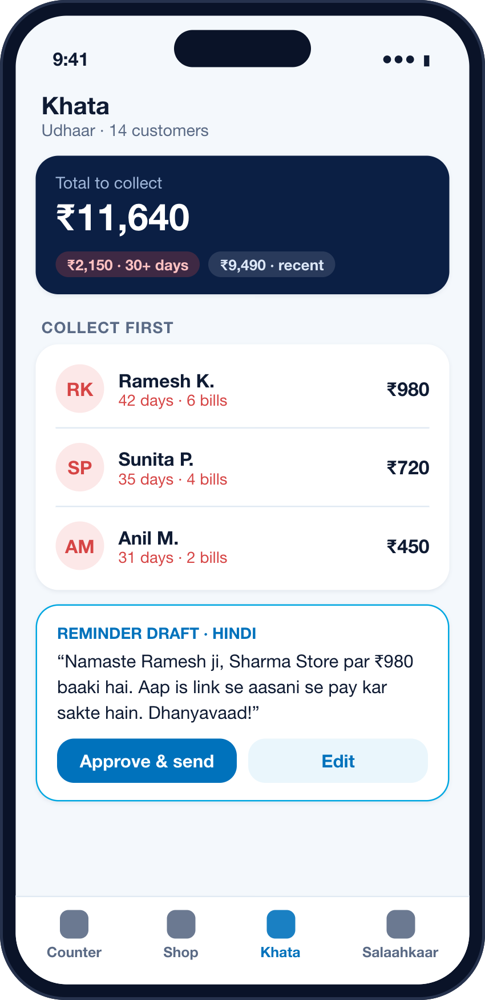 9:41
Khata
Udhaar · 14 customers
Total to collect
₹11,640
₹2,150 · 30+ days ₹9,490 · recent
COLLECT FIRST
RK Ramesh K. ₹980
42 days · 6 bills
SP Sunita P. ₹720
35 days · 4 bills
AM Anil M. ₹450
31 days · 2 bills
REMINDER DRAFT · HINDI
“Namaste Ramesh ji, Sharma Store par ₹980
baaki hai. Aap is link se aasani se pay kar
sakte hain. Dhanyavaad!”
Approve & send Edit
Counter Shop Khata Salaahkaar